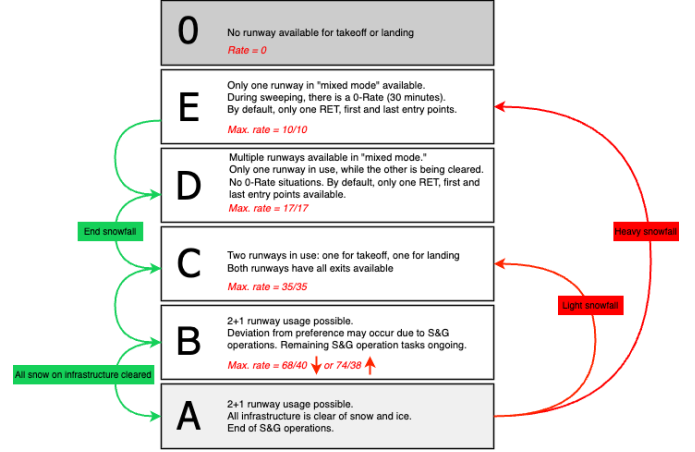 0
No runway available for takeoff or landing
Rate = 0
E
Only one runway in "mixed mode" available.
During sweeping, there is a 0-Rate (30 minutes).
By default, only one RET, first and last entry points.
Max. rate = 10/10
D
Multiple runways available in "mixed mode."
Only one runway in use, while the other is being cleared.
No 0-Rate situations. By default, only one RET, first and
last entry points available.
Max. rate = 17/17
End snowfall
Heavy snowfall
C
Two runways in use: one for takeoff, one for landing
Both runways have all exits available
Max. rate = 35/35
Light snowfall
B
2+1 runway usage possible.
Deviation from preference may occur due to S&G
operations. Remaining S&G operation tasks ongoing.
Max. rate = 68/40 or 74/38
All snow on infrastructure cleared
A
2+1 runway usage possible.
All infrastructure is clear of snow and ice.
End of S&G operations.